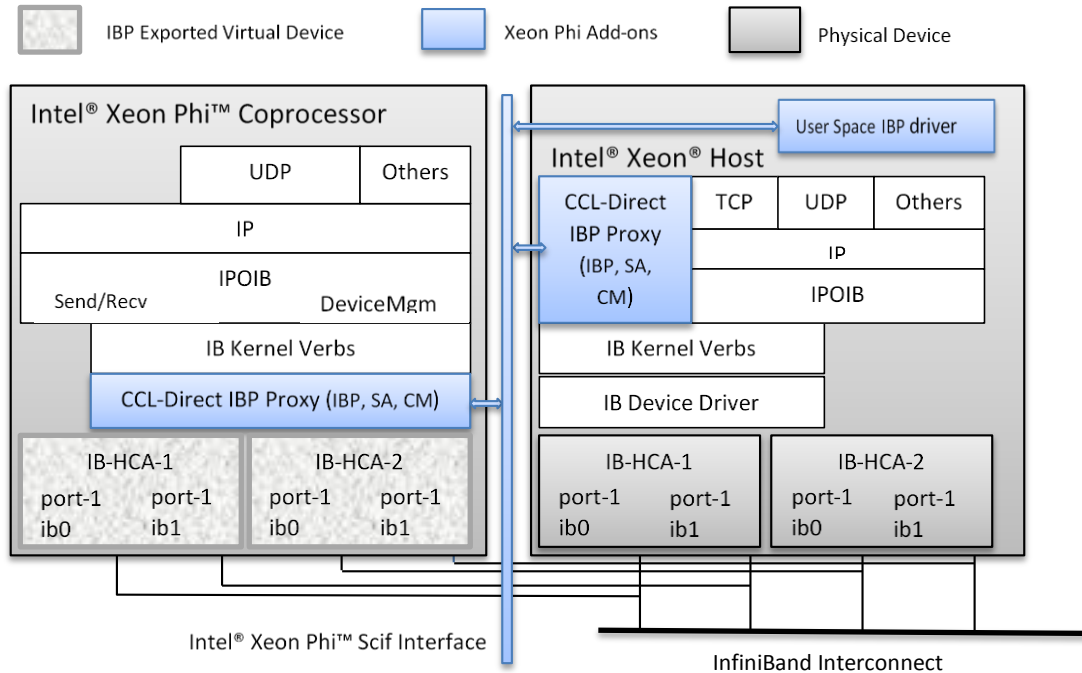 IBP Exported Virtual Device
Xeon Phi Add-ons
Physical Device
Intel® Xeon Phi™ Coprocessor
UDP
Others
IP
IPOIB
Send/Recv
DeviceMgm
IB Kernel Verbs
CCL-Direct IBP Proxy (IBP, SA, CM)
IB-HCA-1
port-1
port-1
ib0
ib1
IB-HCA-2
port-1
port-1
ib0
ib1
User Space IBP driver
Intel® Xeon® Host
CCL-Direct
IBP Proxy
(IBP, SA,
CM)
TCP
UDP
Others
IP
IPOIB
IB Kernel Verbs
IB Device Driver
IB-HCA-1
port-1
port-1
ib0
ib1
IB-HCA-2
port-1
port-1
ib0
ib1
Intel® Xeon Phi™ Scif Interface
InfiniBand Interconnect